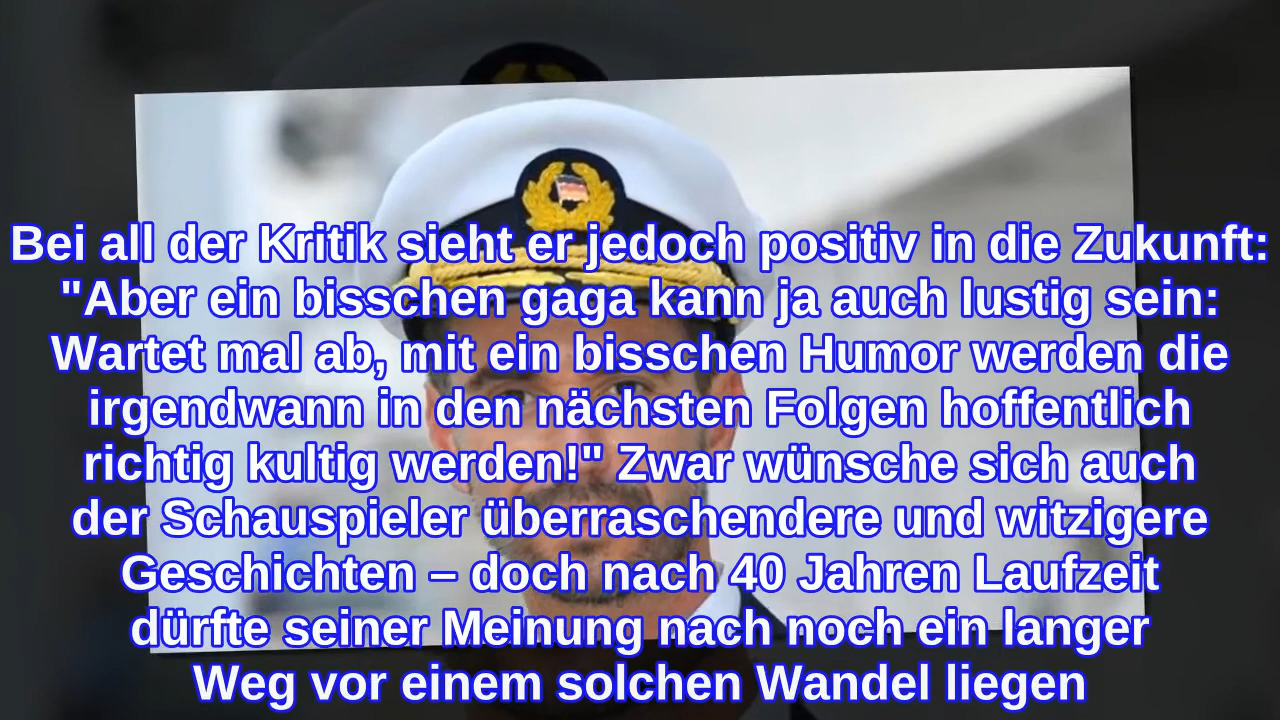 Bei all der Kritik sieht er jedoch positiv in die Zukunft:
"Aber ein bisschen gaga kann ja auch lustig sein:
Wartet mal ab, mit ein bisschen Humor werden die
irgendwann in den nächsten Folgen hoffentlich
richtig kultig werden!" Zwar wünsche sich auch
der Schauspieler überraschendere und witzigere
Geschichten – doch nach 40 Jahren Laufzeit
dürfte seiner Meinung nach noch ein langer
Weg vor einem solchen Wandel liegen